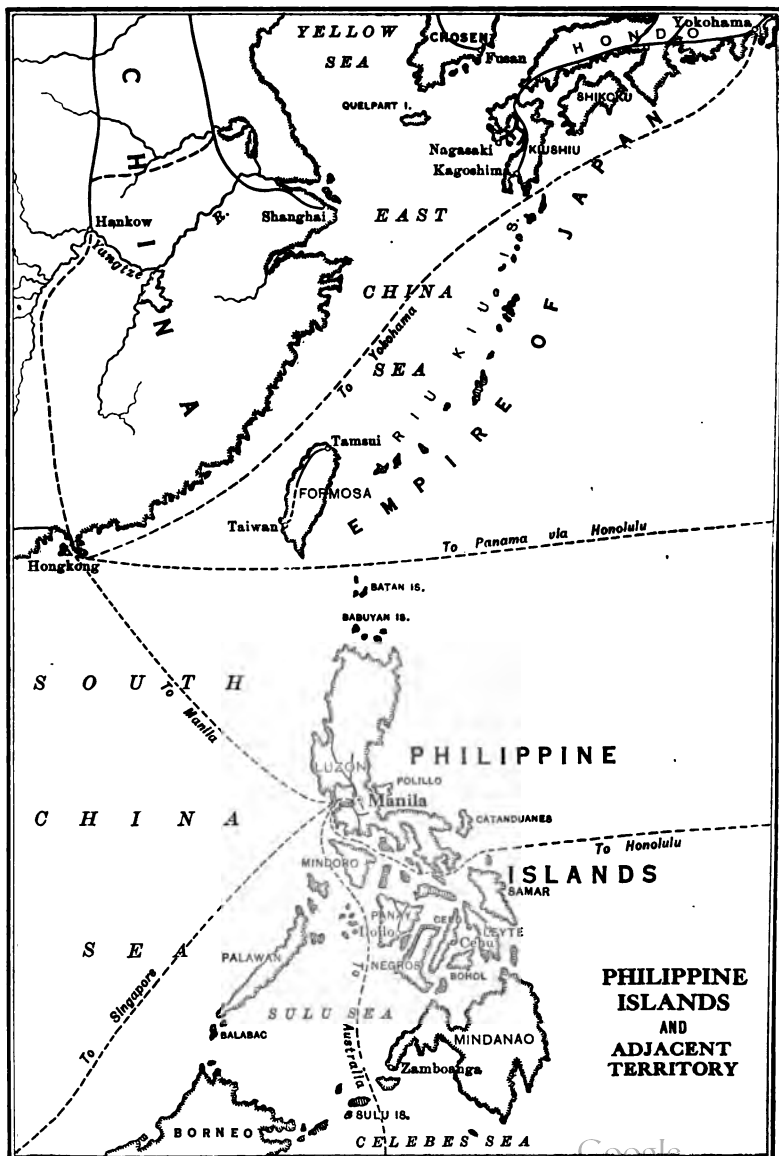 YELLOW
SEA
CHOSEN
Fusan
HONDO
Yokohama
QUELPART I.
SHIKOKU
Nagasaki
KIUSHIU
Kagoshima
CHINA
Hankow
Yangtze
R.
Shanghai
EAST
CHINA
SEA
To Yokohama
RIU KIU IS.
EMPIRE OF JAPAN
Tamsui
FORMOSA
Taiwan
Hongkong
To Panama via Honolulu
BATAN IS.
BABUYAN IS.
SOUTH
CHINA
SEA
To Manila
PHILIPPINE
ISLANDS
LUZON
POLILLO
Manila
CATANDUANES
To Honolulu
MINDORO
SAMAR
PANAY
Iloilo
CEBU
Cebu
LEYTE
NEGROS
BOHOL
PALAWAN
To Singapore
SULU SEA
To Australia
BALABAC
MINDANAO
Zamboanga
SULU IS.
BORNEO
CELEBES SEA
PHILIPPINE
ISLANDS
AND
ADJACENT
TERRITORY
Google